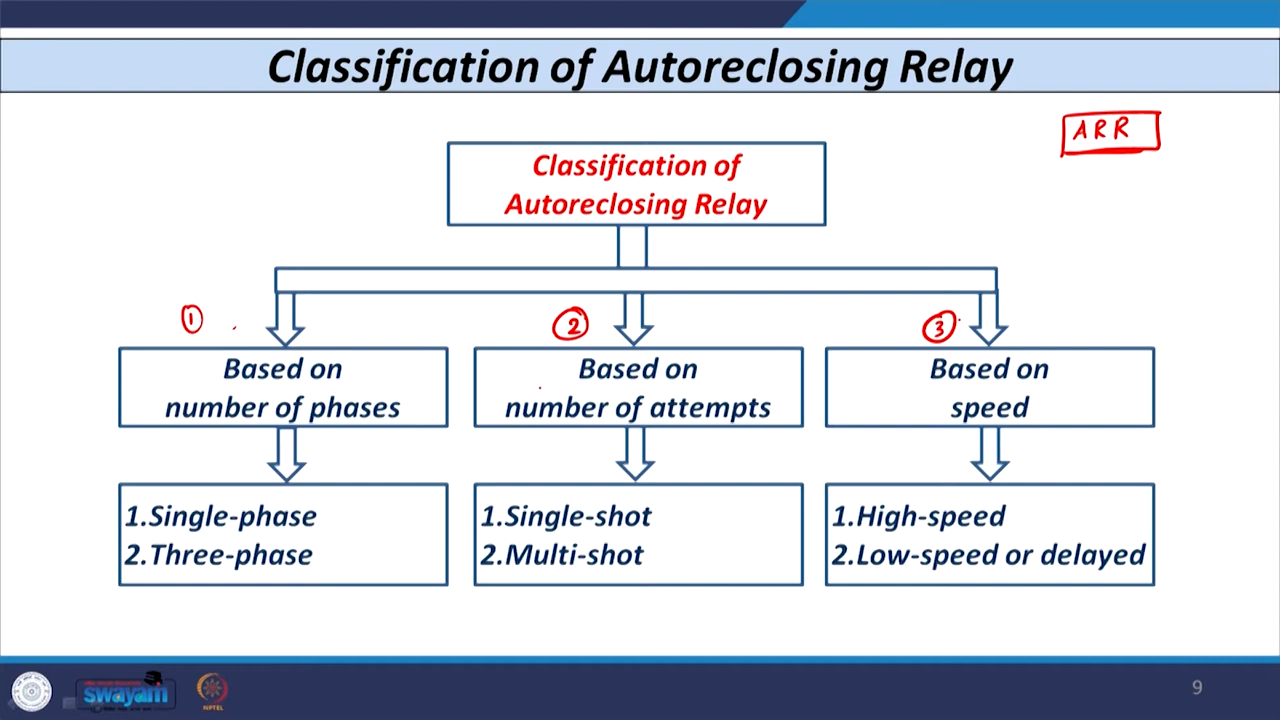 Classification of Autoreclosing Relay
ARR
Classification of
Autoreclosing Relay
1
2
3
Based on
number of phases
Based on
number of attempts
Based on
speed
1.Single-phase
2.Three-phase
1.Single-shot
2.Multi-shot
1.High-speed
2.Low-speed or delayed
swayam
NPTEL
9